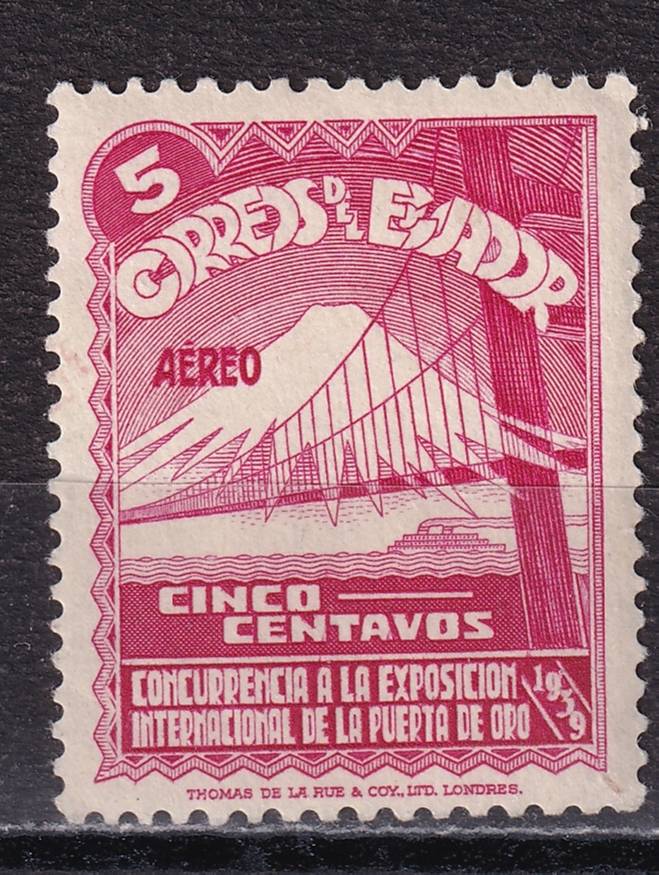 5
CORREOS DEL ECUADOR
AÉREO
CINCO
CENTAVOS
CONCURRENCIA A LA EXPOSICION
INTERNACIONAL DE LA PUERTA DE ORO
1939
THOMAS DE LA RUE & COY., LTD. LONDRES.